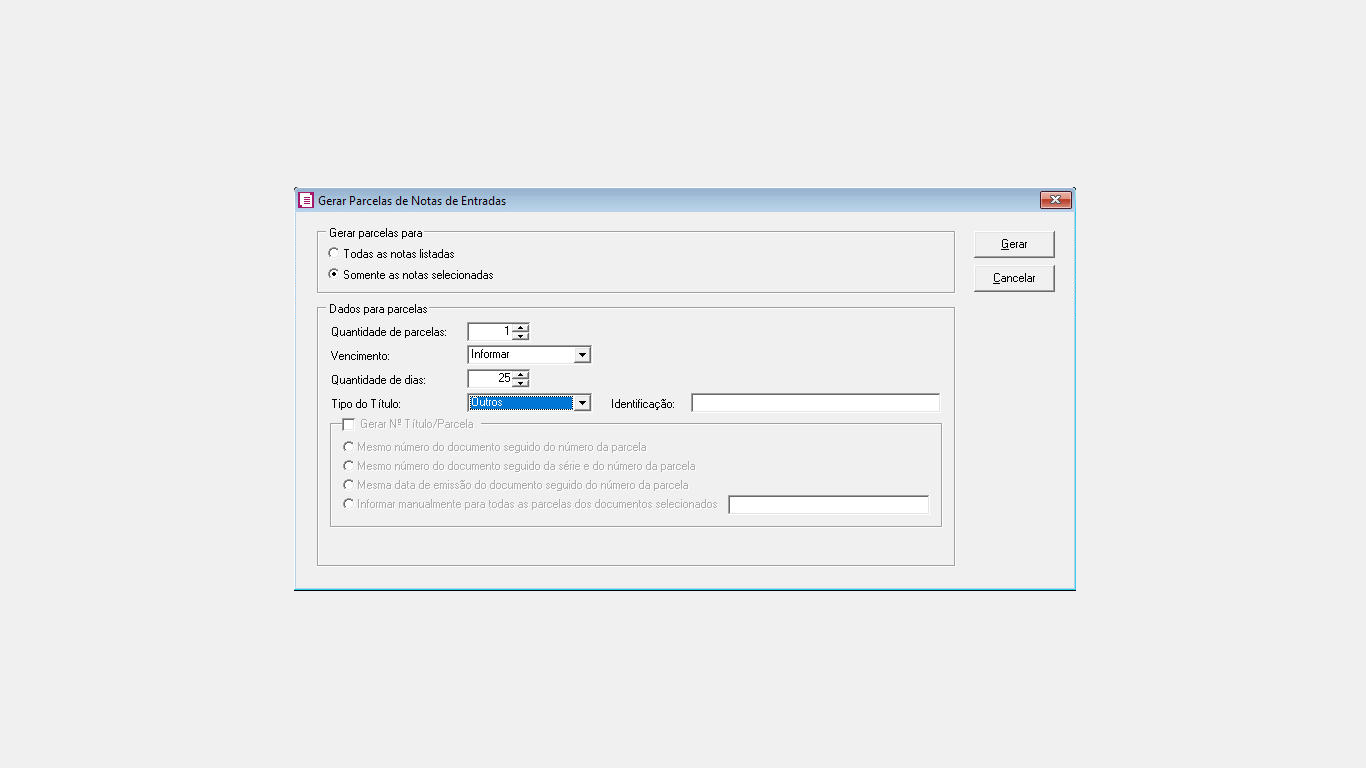 Gerar Parcelas de Notas de Entradas
Gerar parcelas para
Todas as notas listadas
Somente as notas selecionadas
Gerar
Cancelar
Dados para parcelas
Quantidade de parcelas: 1
Vencimento: Informar
Quantidade de dias: 25
Tipo do Título: Outros Identificação:
Gerar Nº Título/Parcela
Mesmo número do documento seguido do número da parcela
Mesmo número do documento seguido da série e do número da parcela
Mesma data de emissão do documento seguido do número da parcela
Informar manualmente para todas as parcelas dos documentos selecionados